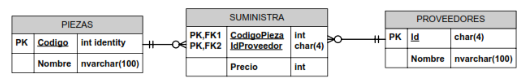 PIEZAS
PK Codigo int identity
Nombre nvarchar(100)
SUMINISTRA
PK,FK1 CodigoPieza int
PK,FK2 IdProveedor char(4)
Precio int
PROVEEDORES
PK Id char(4)
Nombre nvarchar(100)